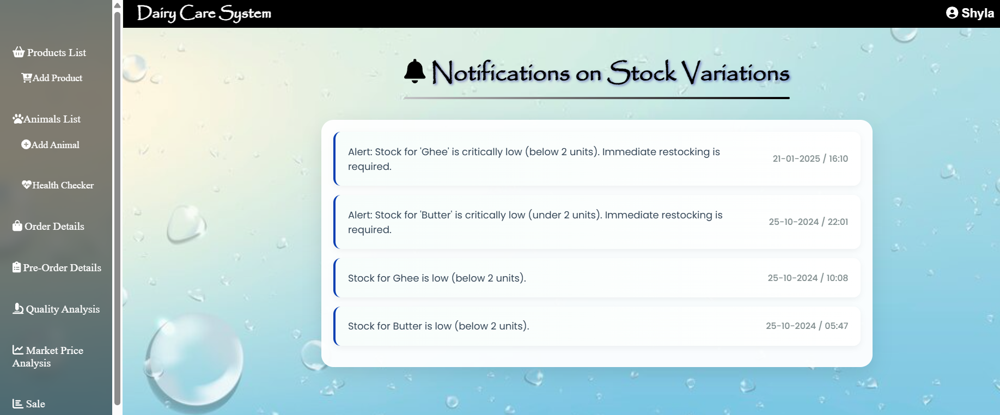 Dairy Care System
Shyla
Products List
Add Product
Animals List
Add Animal
Health Checker
Order Details
Pre-Order Details
Quality Analysis
Market Price
Analysis
Sale
Notifications on Stock Variations
Alert: Stock for 'Ghee' is critically low (below 2 units). Immediate restocking is
required.
21-01-2025 / 16:10
Alert: Stock for 'Butter' is critically low (under 2 units). Immediate restocking is
required.
25-10-2024 / 22:01
Stock for Ghee is low (below 2 units).
25-10-2024 / 10:08
Stock for Butter is low (below 2 units).
25-10-2024 / 05:47